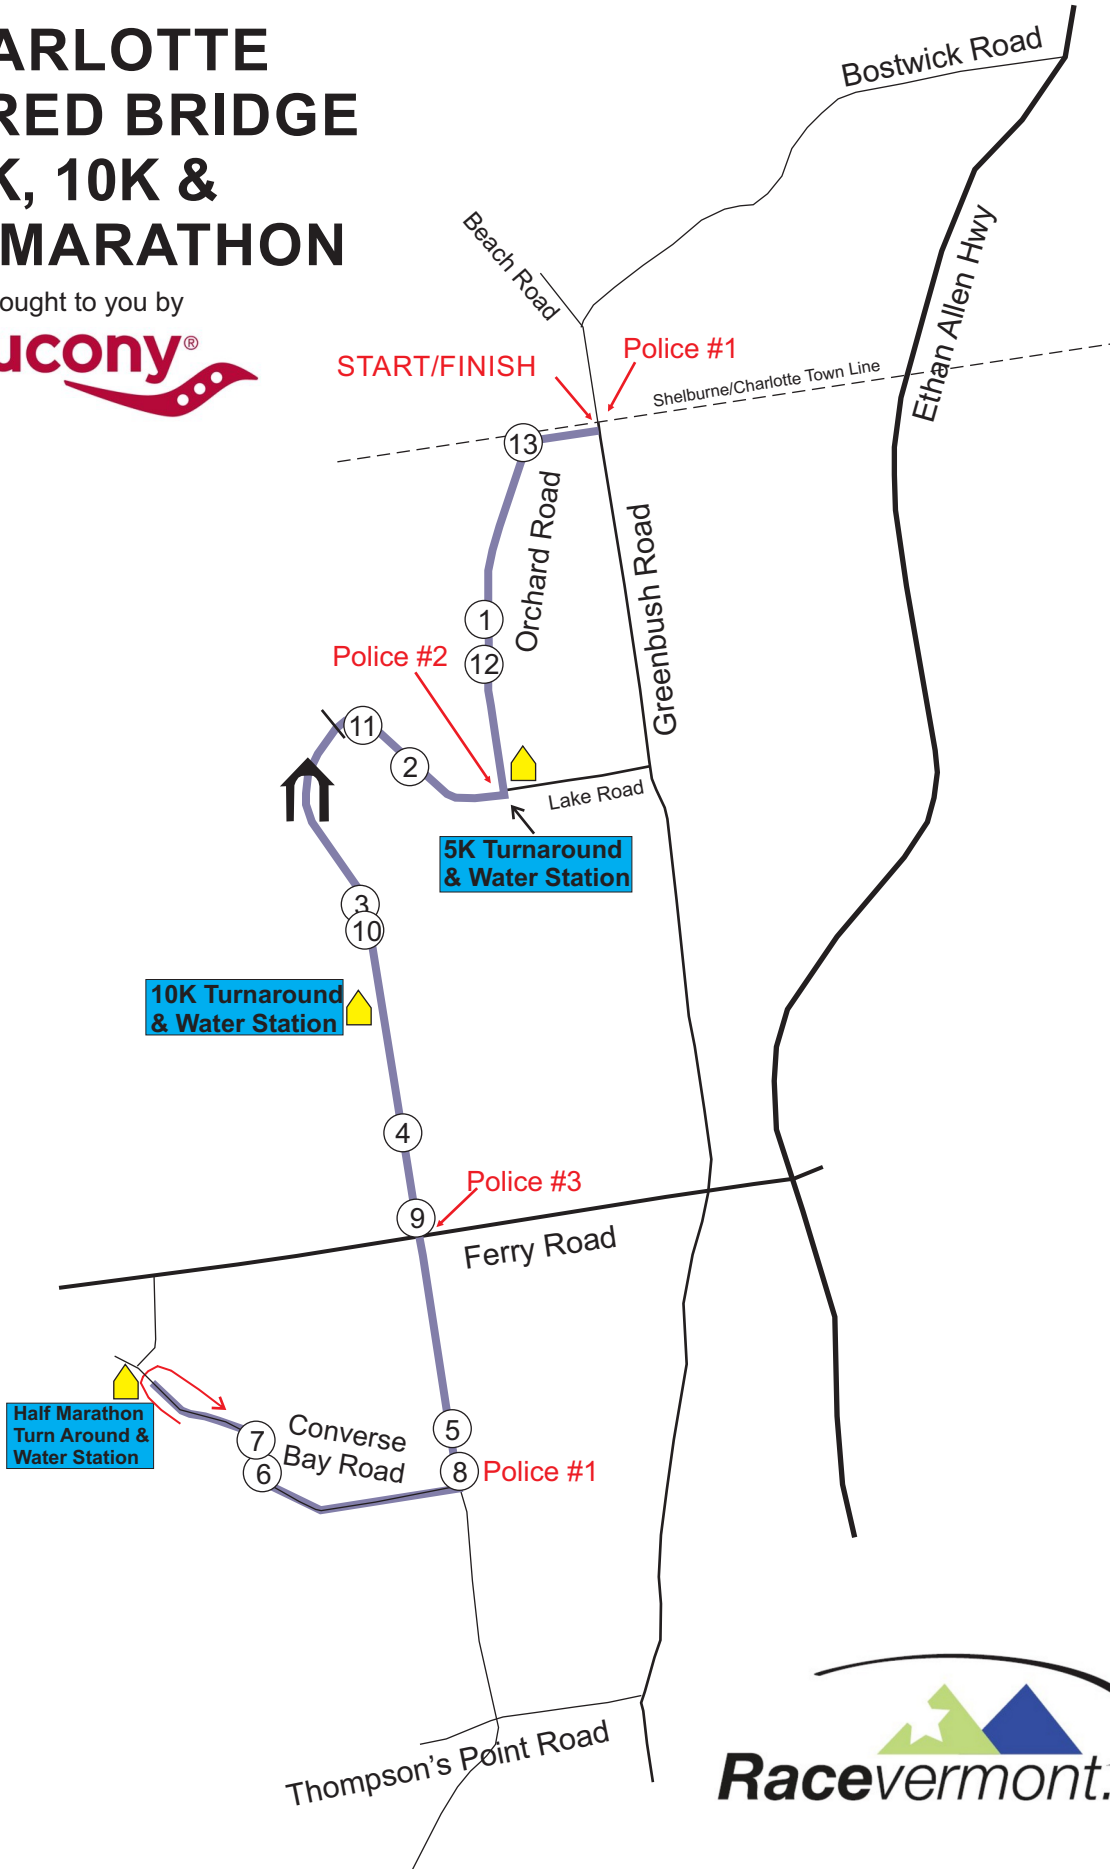 ARLOTTE
RED BRIDGE
K, 10K &
MARATHON
ought to you by
ucony®
Bostwick Road
Beach Road
Ethan Allen Hwy
START/FINISH
Police #1
Shelburne/Charlotte Town Line
13
Orchard Road
Greenbush Road
1
12
Police #2
11
2
Lake Road
5K Turnaround
& Water Station
3
10
10K Turnaround
& Water Station
4
Police #3
9
Ferry Road
Half Marathon
Turn Around &
Water Station
7
6
Converse
Bay Road
5
8
Police #1
Thompson's Point Road
Racevermont.